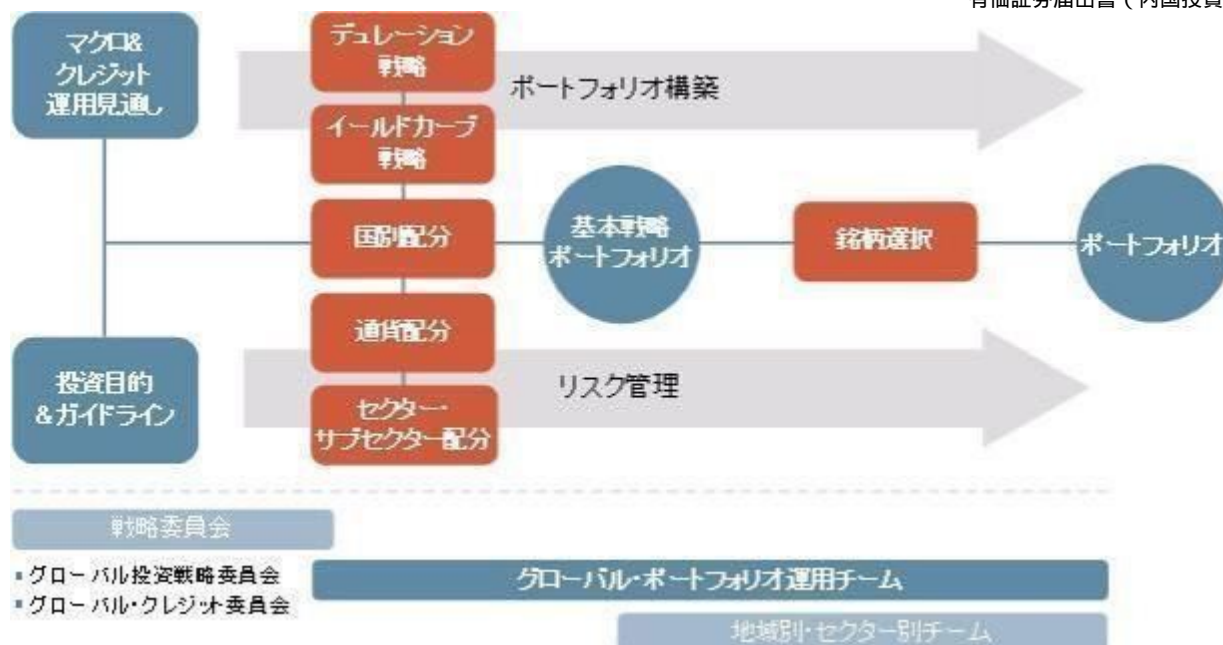 有価証券届出書（内国投資
マクロ&
クレジット
運用見通し
デュレーション
戦略
ポートフォリオ構築
イールドカーブ
戦略
国別配分
基本戦略
ポートフォリオ
銘柄選択
ポートフォリオ
通貨配分
投資目的
&ガイドライン
リスク管理
セクター・
サブセクター配分
戦略委員会
▪グローバル投資戦略委員会
▪グローバル・クレジット委員会
グローバル・ポートフォリオ運用チーム
地域別・セクター別チーム